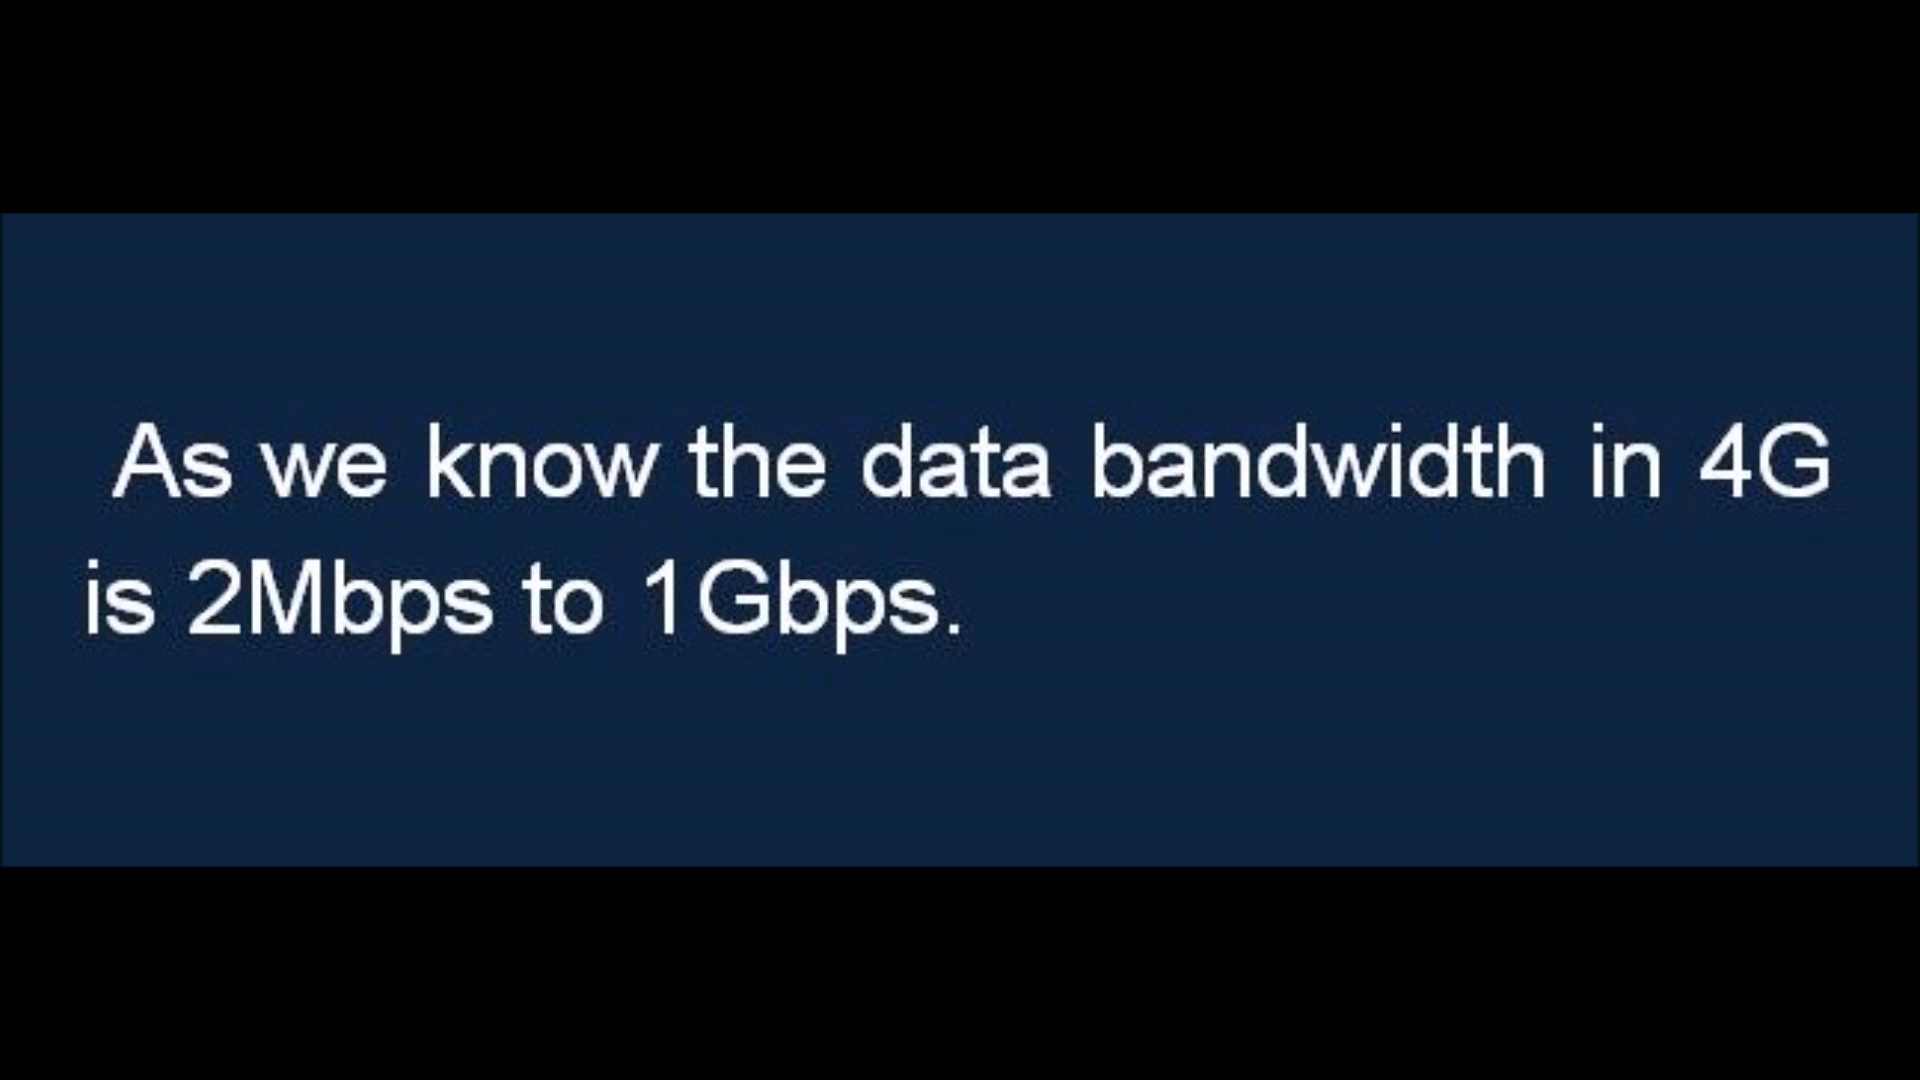 As we know the data bandwidth in 4G
is 2Mbps to 1Gbps.